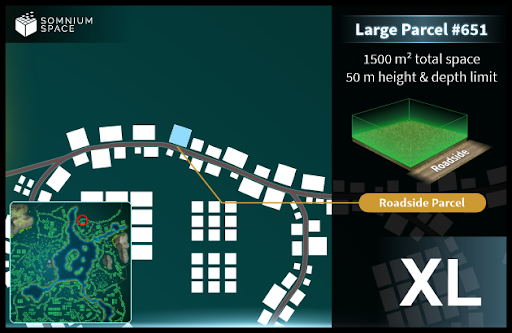 SOMNIUM
SPACE
Large Parcel #651
1500 m² total space
50 m height & depth limit
Roadside
Roadside Parcel
XL